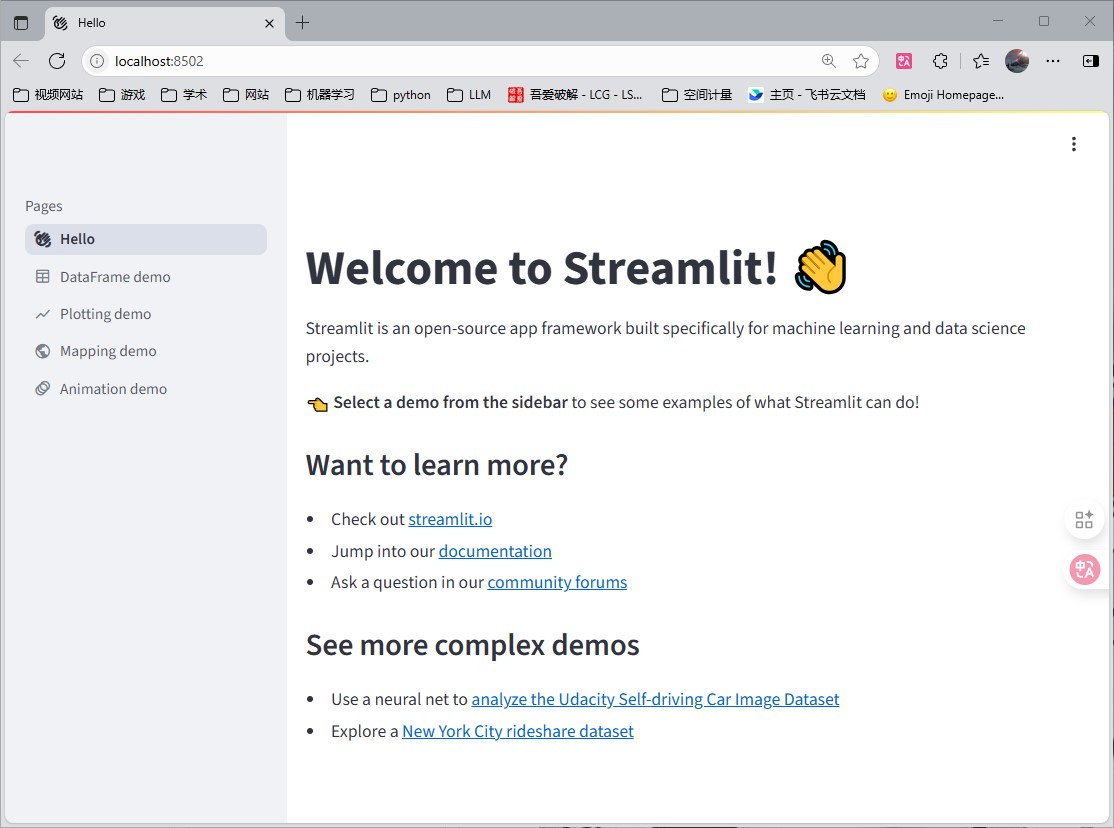 Hello
localhost:8502
视频网站 游戏 学术 网站 机器学习 python LLM 吾爱破解 - LCG - LS... 空间计量 主页 - 飞书云文档 Emoji Homepage...
Pages
Hello
DataFrame demo
Plotting demo
Mapping demo
Animation demo
Welcome to Streamlit! 👋
Streamlit is an open-source app framework built specifically for machine learning and data science
projects.
👈 Select a demo from the sidebar to see some examples of what Streamlit can do!
Want to learn more?
• Check out streamlit.io
• Jump into our documentation
• Ask a question in our community forums
See more complex demos
• Use a neural net to analyze the Udacity Self-driving Car Image Dataset
• Explore a New York City rideshare dataset